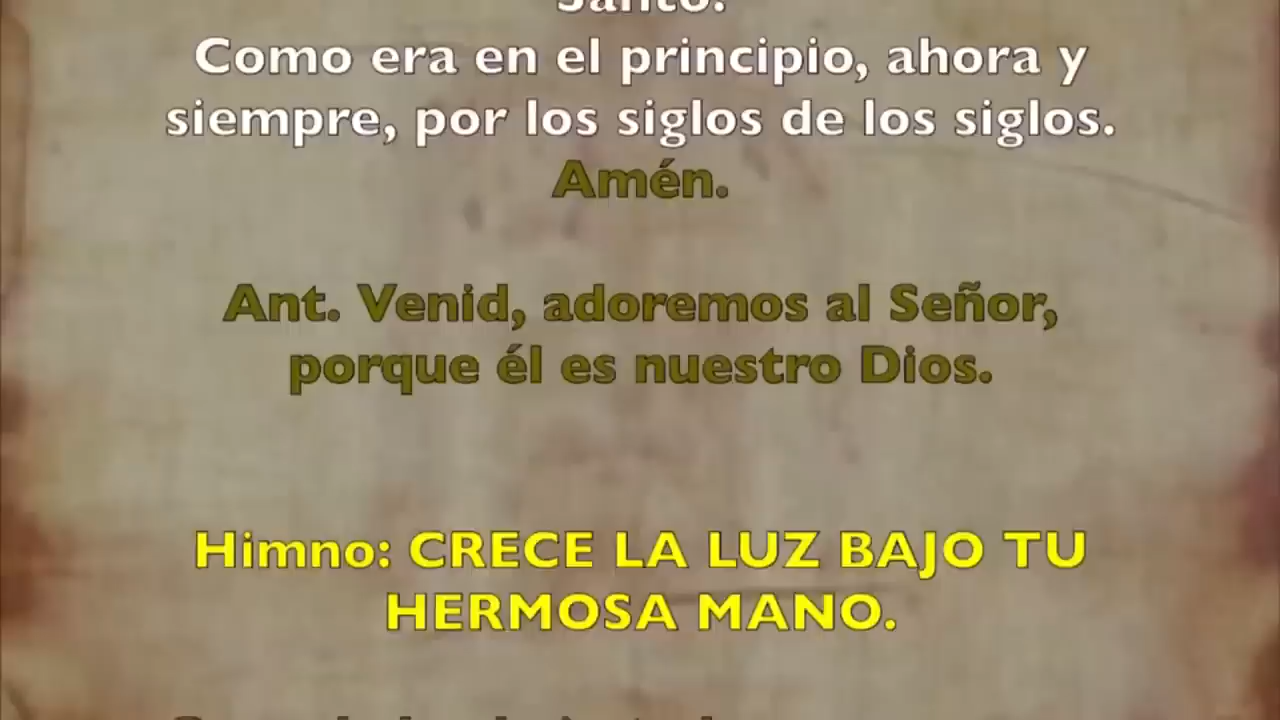 Santo.
Como era en el principio, ahora y
siempre, por los siglos de los siglos.
Amén.
Ant. Venid, adoremos al Señor,
porque él es nuestro Dios.
Himno: CRECE LA LUZ BAJO TU
HERMOSA MANO.